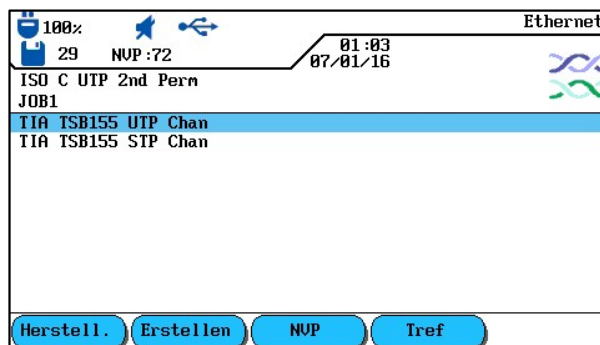 100%
Ethernet
29 NVP:72
01:03
07/01/16
ISO C UTP 2nd Perm
JOB1
TIA TSB155 UTP Chan
TIA TSB155 STP Chan
Herstell. Erstellen NVP Tref